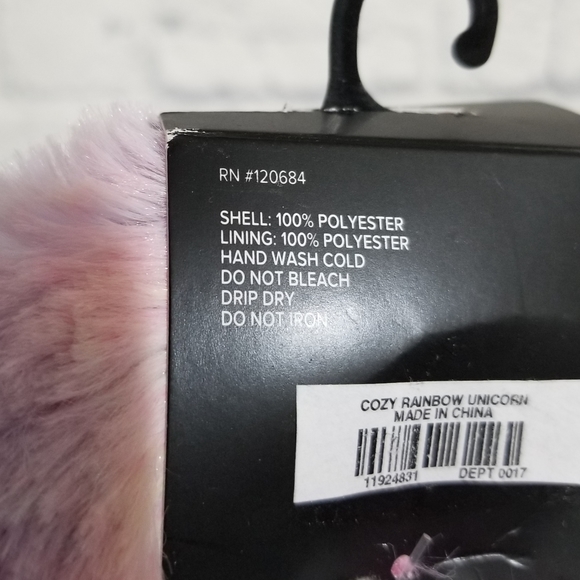 RN #120684
SHELL: 100% POLYESTER
LINING: 100% POLYESTER
HAND WASH COLD
DO NOT BLEACH
DRIP DRY
DO NOT IRON
COZY RAINBOW UNICORN
MADE IN CHINA
11924831
DEPT 0017